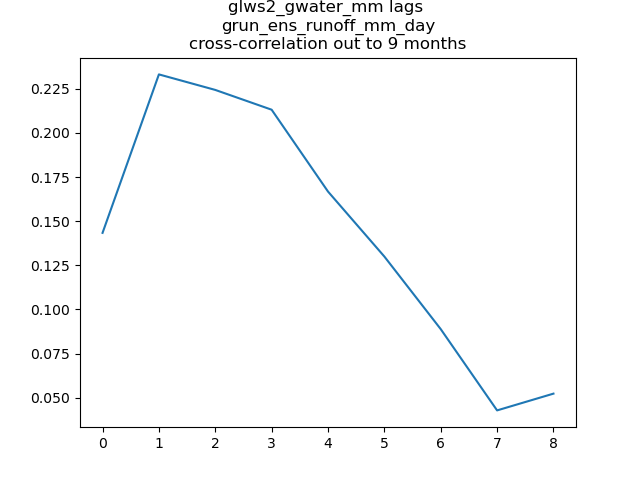 glws2_gwater_mm lags
grun_ens_runoff_mm_day
cross-correlation out to 9 months
0.225
0.200
0.175
0.150
0.125
0.100
0.075
0.050
0 1 2 3 4 5 6 7 8